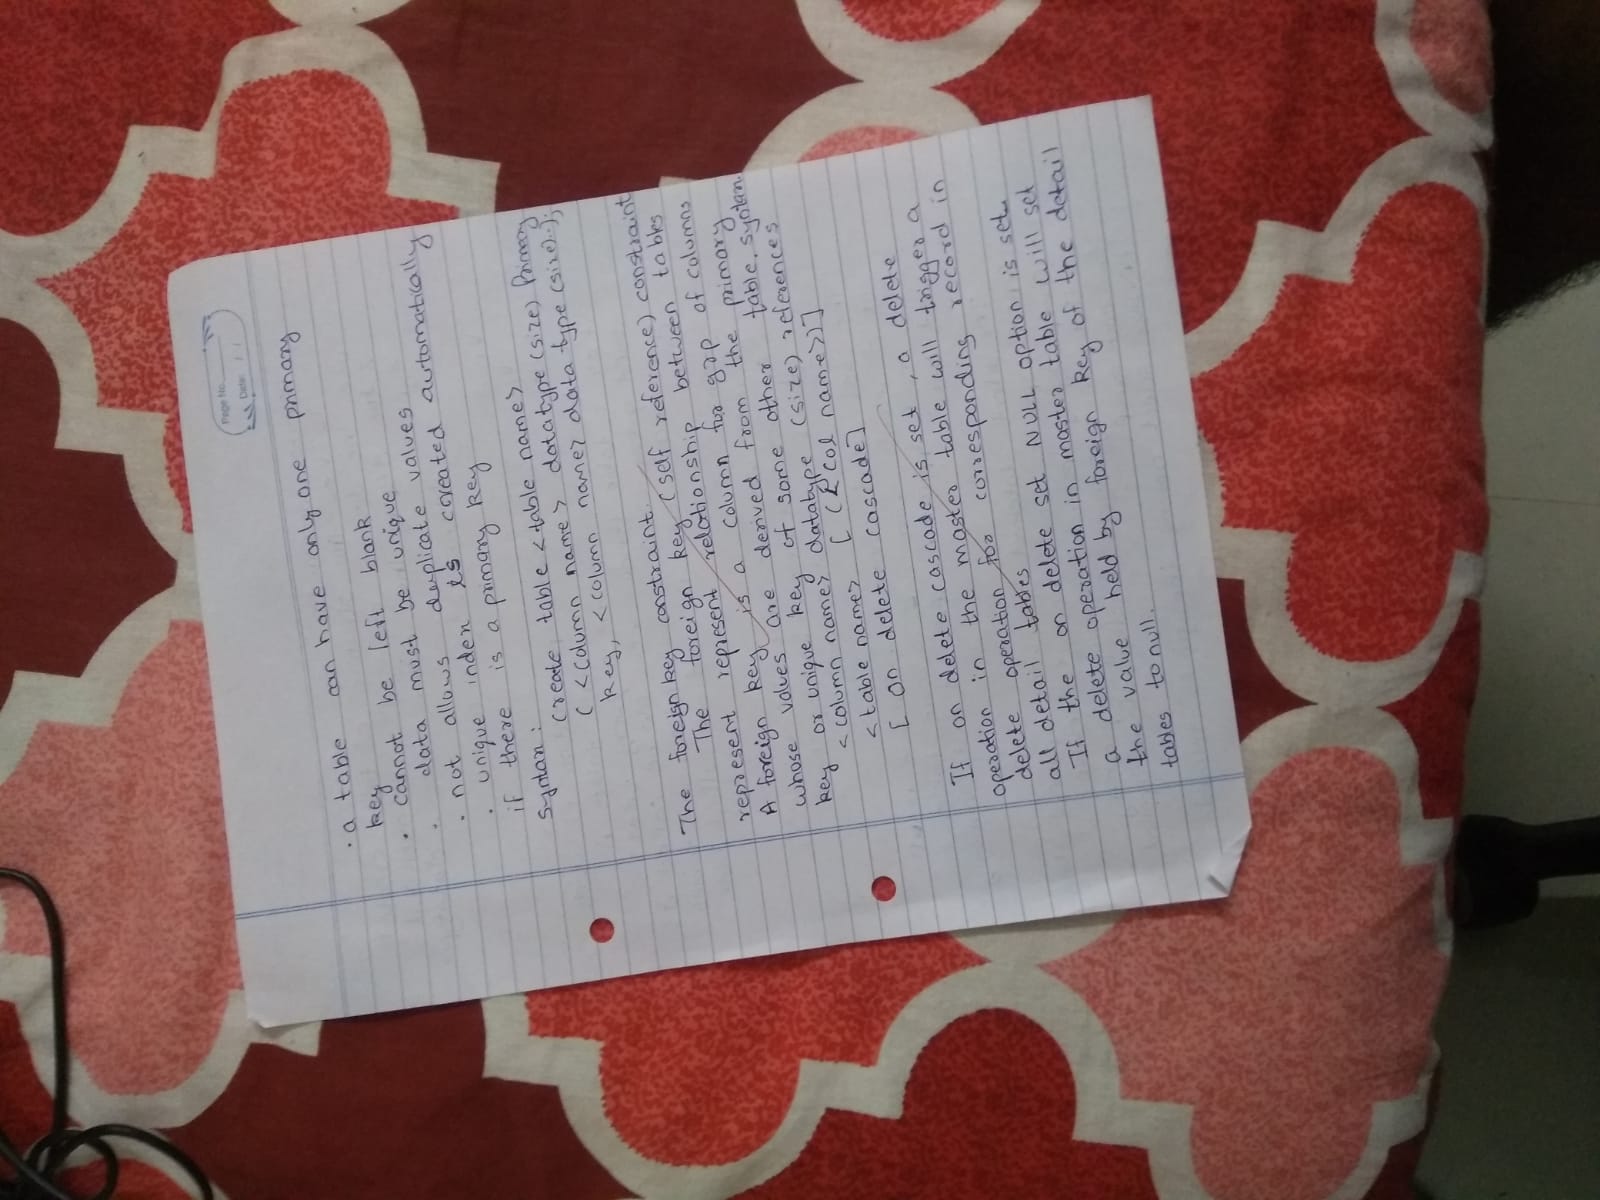 Page No.
Date
. a table can have only one primary
key
. cannot be left blank
. data must be unique
. not allows duplicate values
. unique index is created automatically
if there is a primary key
Syntax :
Create table <table name>
( <column name> datatype (size) Primary
key, <column name> data type (size)..);
The foreign key constraint.
The foreign key (self reference) constraint
represent represent relationship between tables
A foreign key is a column for grp of columns
whose values are derived from the primary
key or unique key of some other table. syntax.
<column name> datatype (size) references
<table name> [ ( <Col name>)]
[ on delete cascade]
If on delete cascade is set, a delete
operation in the master table will trigger a
delete operation for corresponding record in
all detail tables
If the on delete set NULL option is set
a delete operation in master table will set
the value held by foreign key of the detail
tables to null.